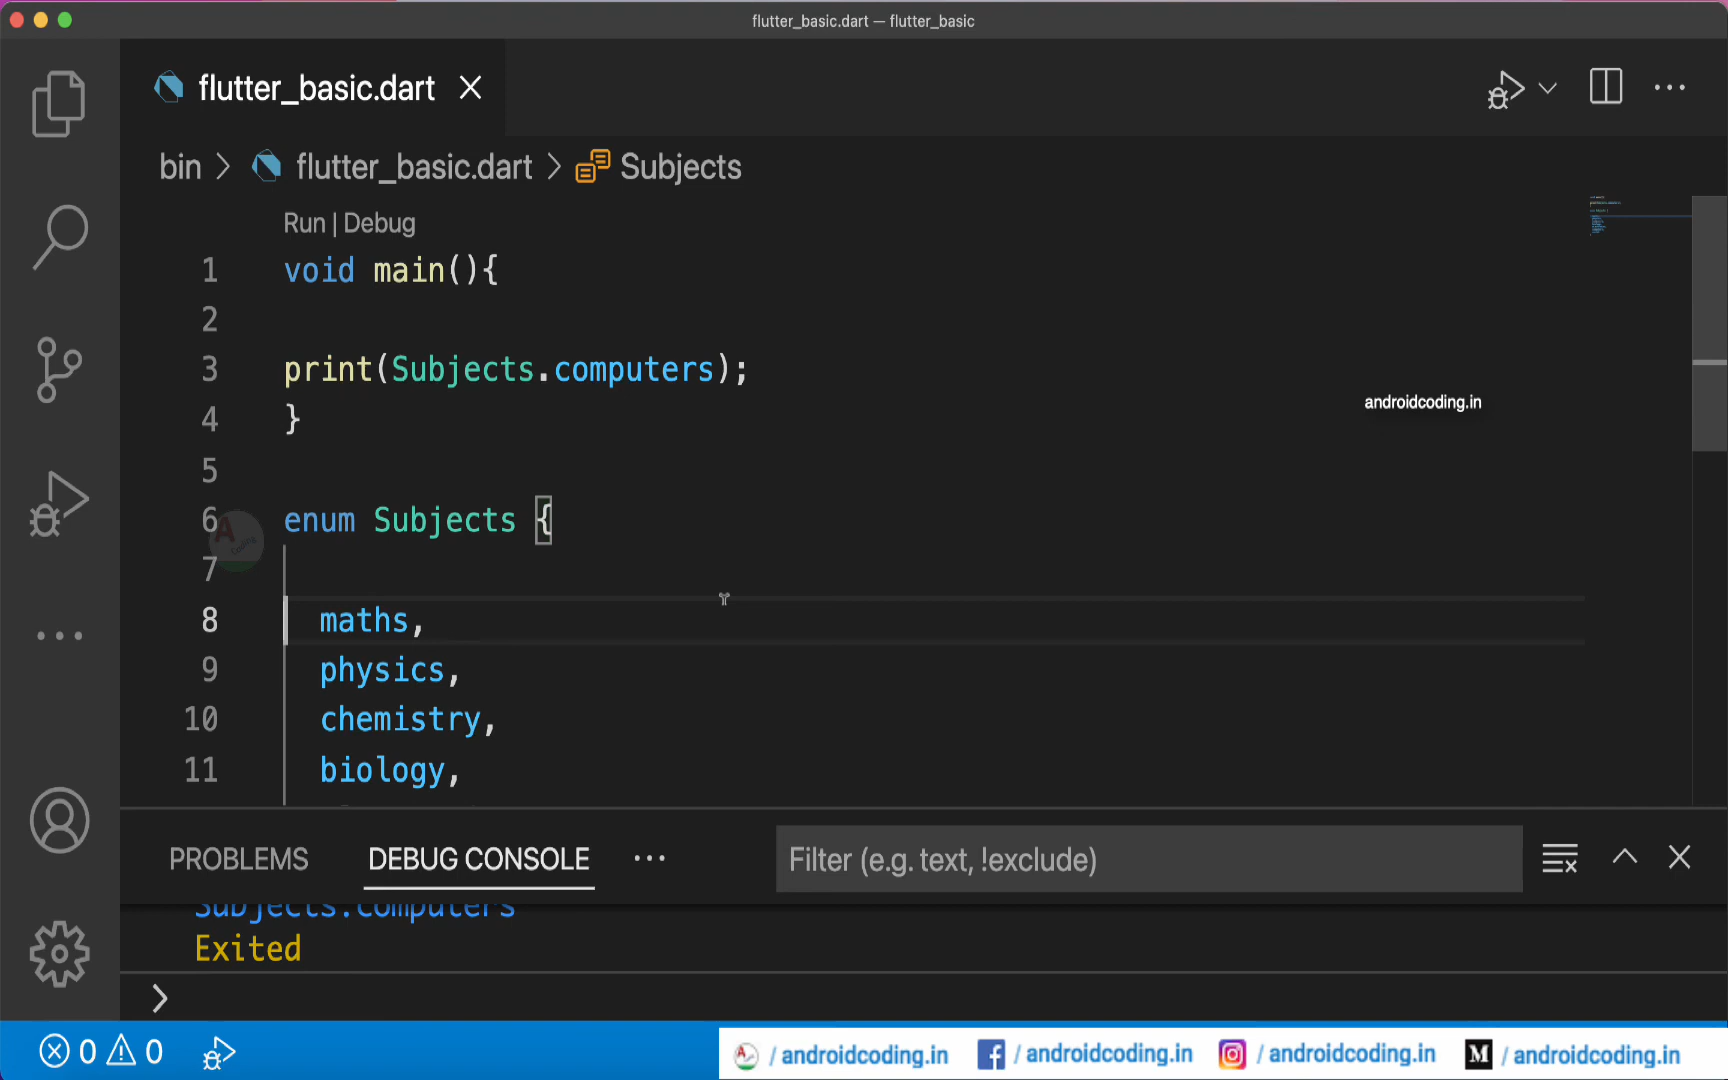 flutter_basic.dart — flutter_basic
flutter_basic.dart
bin > flutter_basic.dart > Subjects
Run | Debug
1 void main(){
2
3 print(Subjects.computers);
4 }
androidcoding.in
5
6 enum Subjects {
7
8 maths,
9 physics,
10 chemistry,
11 biology,
PROBLEMS DEBUG CONSOLE ··· Filter (e.g. text, !exclude)
Subjects.computers
Exited
>
0 0
/ androidcoding.in / androidcoding.in / androidcoding.in M / androidcoding.in